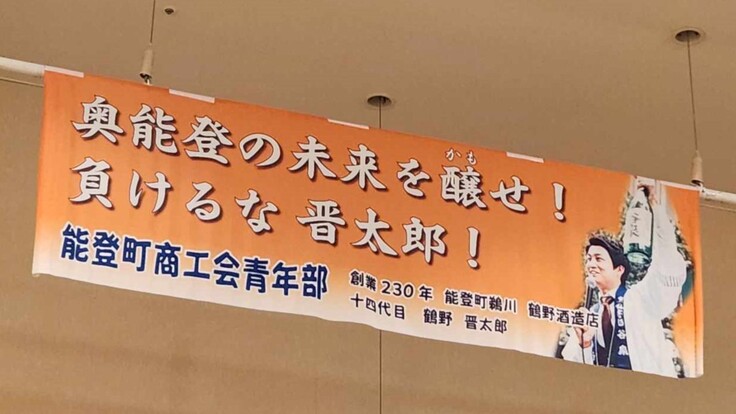 奥能登の未来を醸せ！
かも
負けるな 晋太郎！
能登町商工会青年部
創業230年 能登町鵜川 鶴野酒造店
十四代目 鶴野 晋太郎